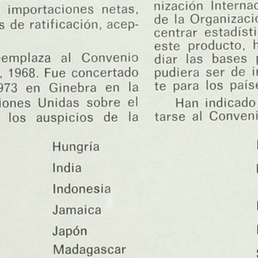 importaciones netas,
s de ratificación, acep-
emplaza al Convenio
, 1968. Fue concertado
973 en Ginebra en la
iones Unidas sobre el
los auspicios de la
nización Internac
de la Organizació
centrar estadíst
este producto, h
diar las bases p
pudiera ser de i
te para los paíse
Han indicado
tarse al Conveni
Hungría
India
Indonesia
Jamaica
Japón
Madagascar